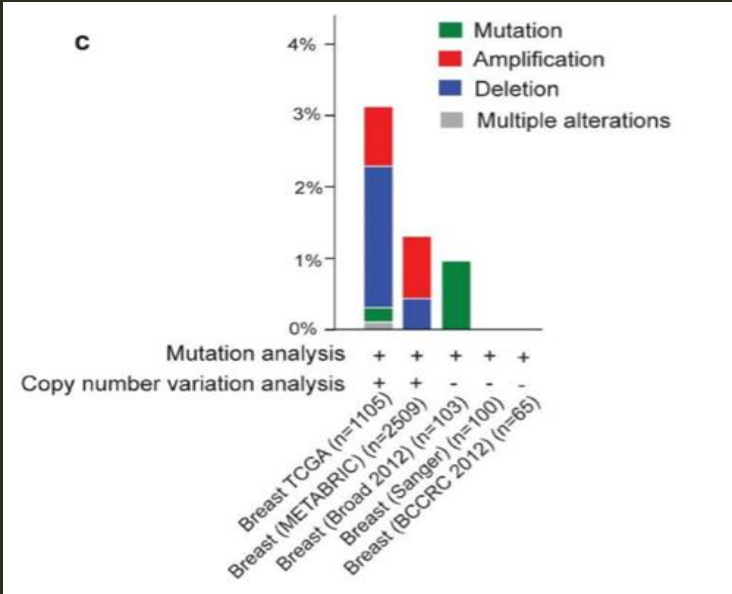 c
Mutation
Amplification
Deletion
Multiple alterations
4%
3%
2%
1%
0%
Mutation analysis + + + + +
Copy number variation analysis + + - - -
Breast TCGA (n=1105)
Breast (METABRIC) (n=2509)
Breast (Broad 2012) (n=103)
Breast (Sanger) (n=100)
Breast (BCCRC 2012) (n=65)